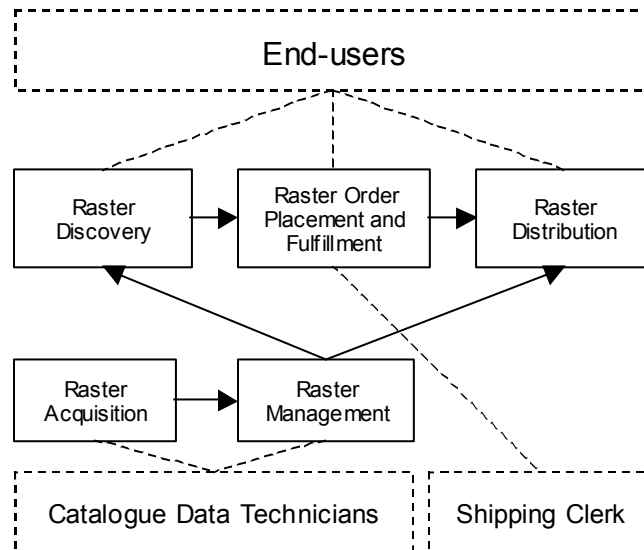 End-users
Raster
Discovery
Raster Order
Placement and
Fulfillment
Raster
Distribution
Raster
Acquisition
Raster
Management
Catalogue Data Technicians
Shipping Clerk